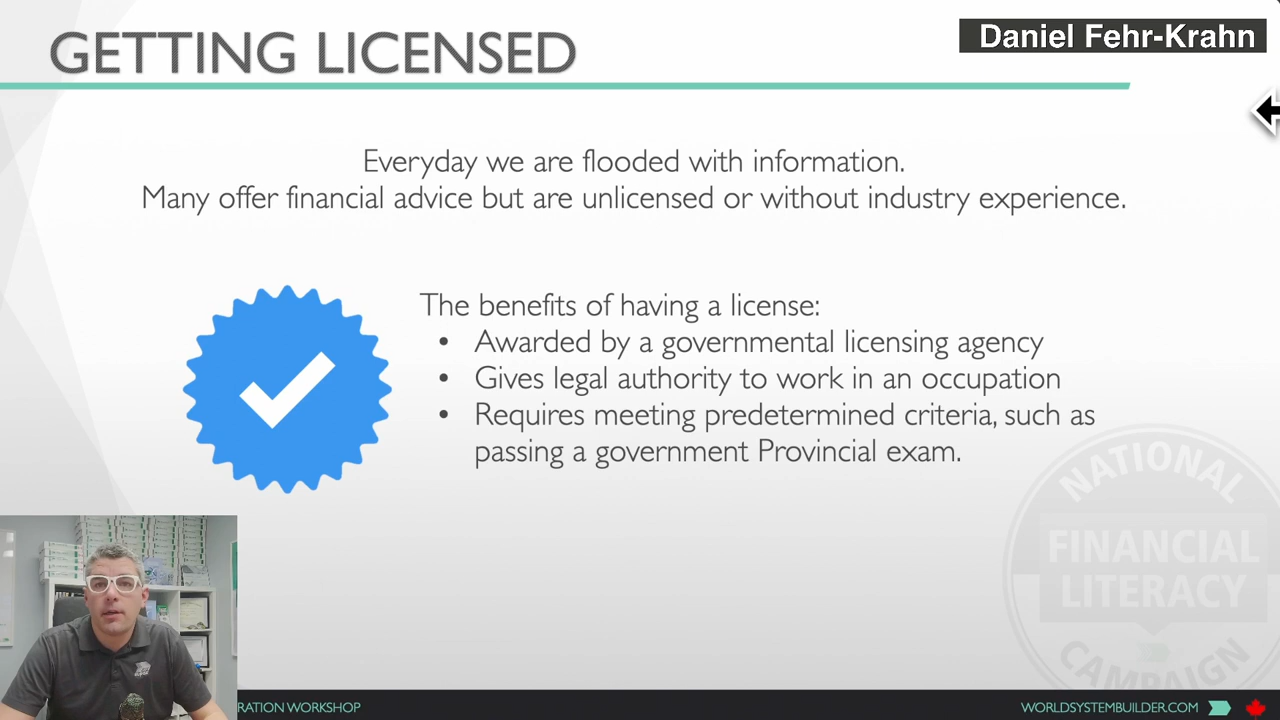 GETTING LICENSED
Daniel Fehr-Krahn
Everyday we are flooded with information.
Many offer financial advice but are unlicensed or without industry experience.
The benefits of having a license:
• Awarded by a governmental licensing agency
• Gives legal authority to work in an occupation
• Requires meeting predetermined criteria, such as
passing a government Provincial exam.
NATIONAL
FINANCIAL
LITERACY
CAMPAIGN
RATION WORKSHOP
WORLDSYSTEMBUILDER.COM